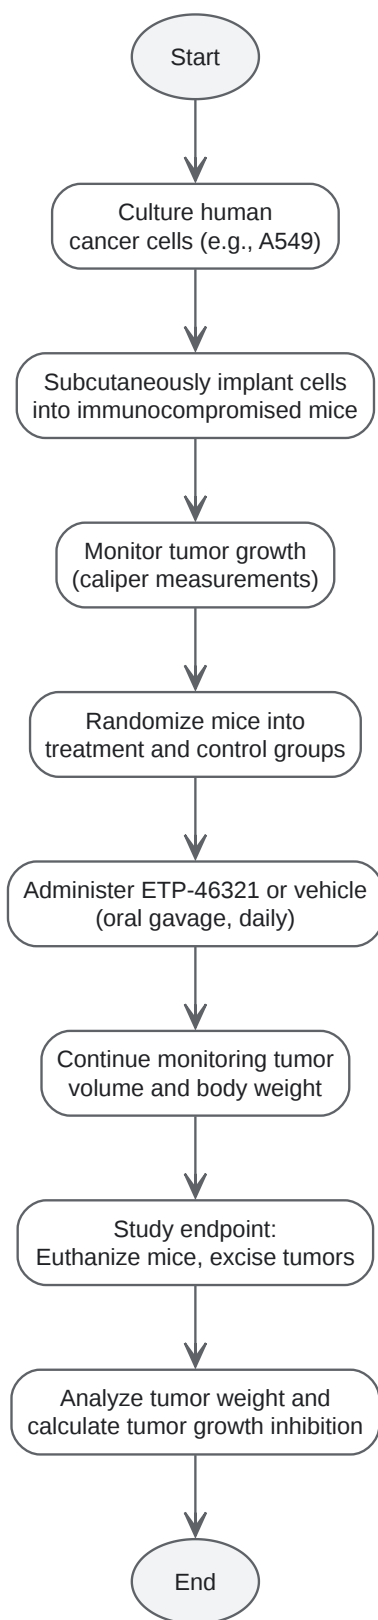 Start
Culture human
cancer cells (e.g., A549)
Subcutaneously implant cells
into immunocompromised mice
Monitor tumor growth
(caliper measurements)
Randomize mice into
treatment and control groups
Administer ETP-46321 or vehicle
(oral gavage, daily)
Continue monitoring tumor
volume and body weight
Study endpoint:
Euthanize mice, excise tumors
Analyze tumor weight and
calculate tumor growth inhibition
End